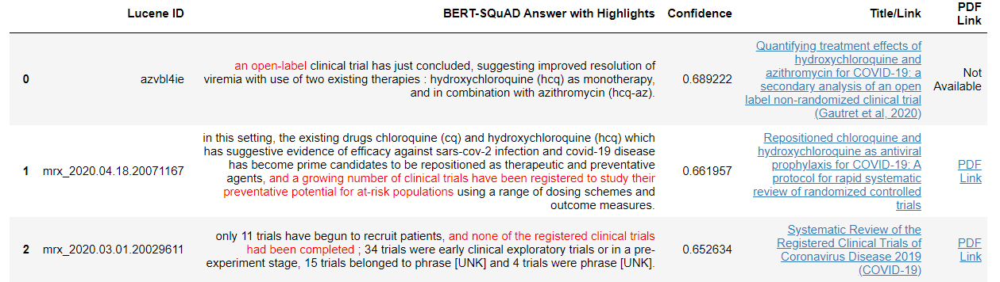 Lucene ID BERT-SQuAD Answer with Highlights Confidence Title/Link PDF Link
0 azvbl4ie
an open-label clinical trial has just concluded, suggesting improved resolution of
viremia with use of two existing therapies : hydroxychloroquine (hcq) as monotherapy,
and in combination with azithromycin (hcq-az).
0.689222
Quantifying treatment effects of
hydroxychloroquine and
azithromycin for COVID-19: a
secondary analysis of an open
label non-randomized clinical trial
(Gautret et al, 2020)
Not
Available
1 mrx_2020.04.18.20071167
in this setting, the existing drugs chloroquine (cq) and hydroxychloroquine (hcq) which
has suggestive evidence of efficacy against sars-cov-2 infection and covid-19 disease
has become prime candidates to be repositioned as therapeutic and preventative
agents, and a growing number of clinical trials have been registered to study their
preventative potential for at-risk populations using a range of dosing schemes and
outcome measures.
0.661957
Repositioned chloroquine and
hydroxychloroquine as antiviral
prophylaxis for COVID-19: A
protocol for rapid systematic
review of randomized controlled
trials
PDF
Link
2 mrx_2020.03.01.20029611
only 11 trials have begun to recruit patients, and none of the registered clinical trials
had been completed ; 34 trials were early clinical exploratory trials or in a pre-
experiment stage, 15 trials belonged to phrase [UNK] and 4 trials were phrase [UNK].
0.652634
Systematic Review of the
Registered Clinical Trials of
Coronavirus Disease 2019
(COVID-19)
PDF
Link